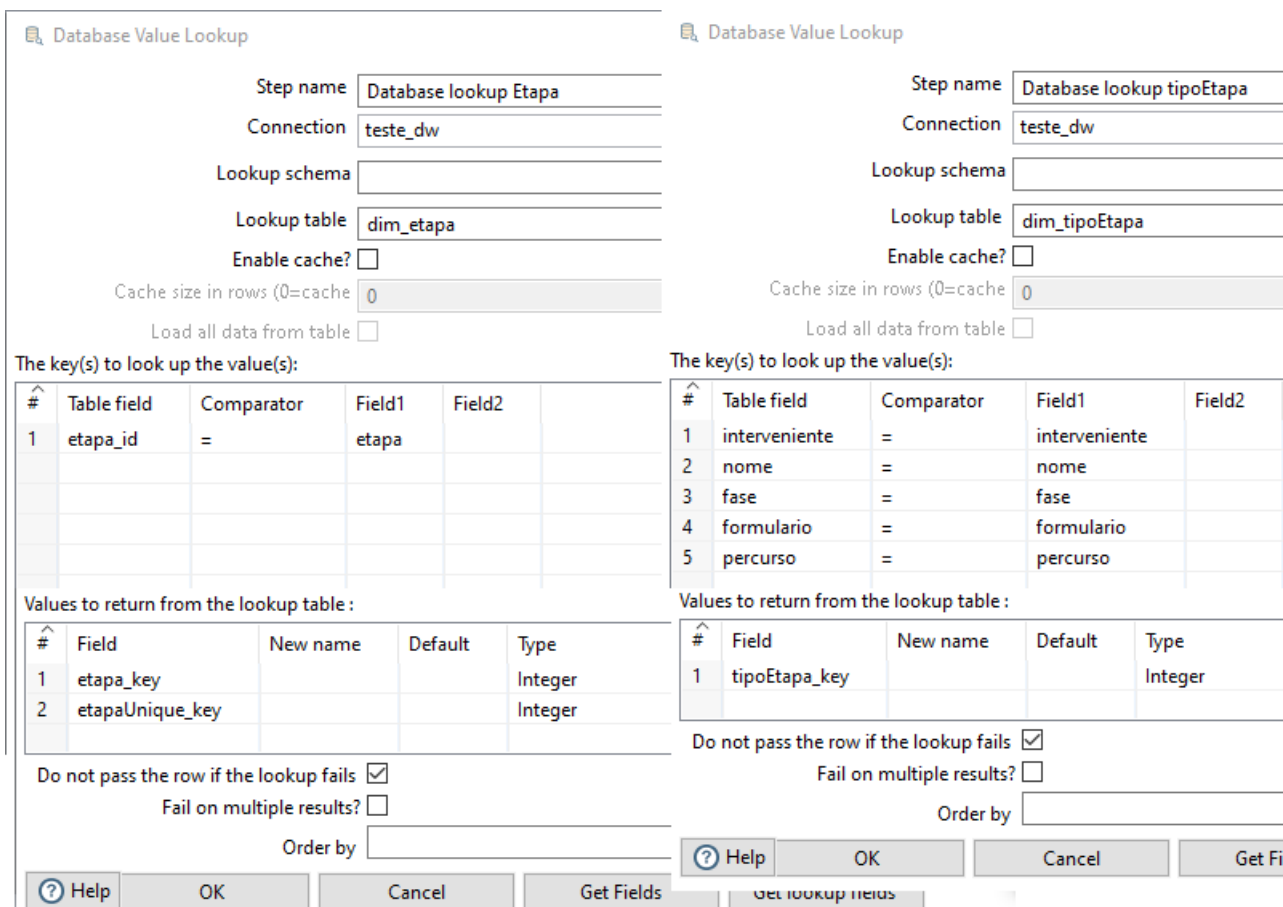 Database Value Lookup
Step name Database lookup Etapa
Connection teste_dw
Lookup schema
Lookup table dim_etapa
Enable cache?
Cache size in rows (0=cache 0
Load all data from table
The key(s) to look up the value(s):
# Table field Comparator Field1 Field2
1 etapa_id = etapa
Values to return from the lookup table :
# Field New name Default Type
1 etapa_key Integer
2 etapaUnique_key Integer
Do not pass the row if the lookup fails
Fail on multiple results?
Order by
Help OK Cancel Get Fields Get lookup fields
Database Value Lookup
Step name Database lookup tipoEtapa
Connection teste_dw
Lookup schema
Lookup table dim_tipoEtapa
Enable cache?
Cache size in rows (0=cache 0
Load all data from table
The key(s) to look up the value(s):
# Table field Comparator Field1 Field2
1 interveniente = interveniente
2 nome = nome
3 fase = fase
4 formulario = formulario
5 percurso = percurso
Values to return from the lookup table :
# Field New name Default Type
1 tipoEtapa_key Integer
Do not pass the row if the lookup fails
Fail on multiple results?
Order by
Help OK Cancel Get Fi